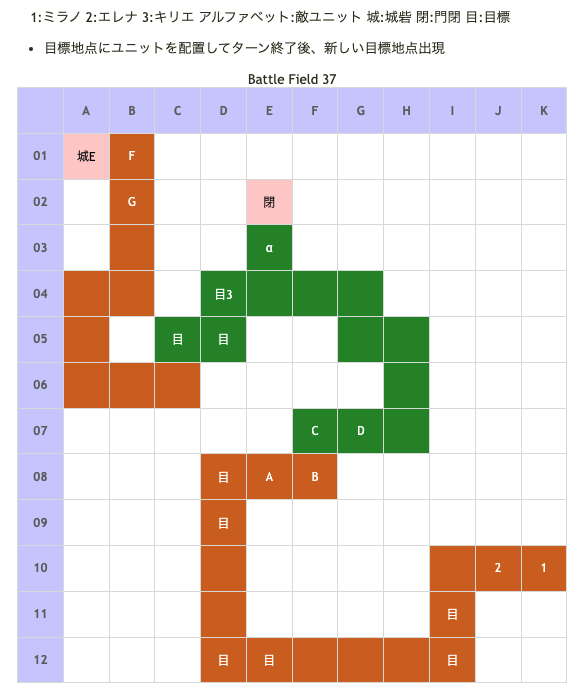 1:ミラノ 2:エレナ 3:キリエ アルファベット:敵ユニット 城:城砦 閉:門閉 目:目標
• 目標地点にユニットを配置してターン終了後、新しい目標地点出現
Battle Field 37
A B C D E F G H I J K
01 城E F
02 G 閉
03 α
04 目3
05 目 目
06
07 C D
08 目 A B
09 目
10 2 1
11 目
12 目 目 目